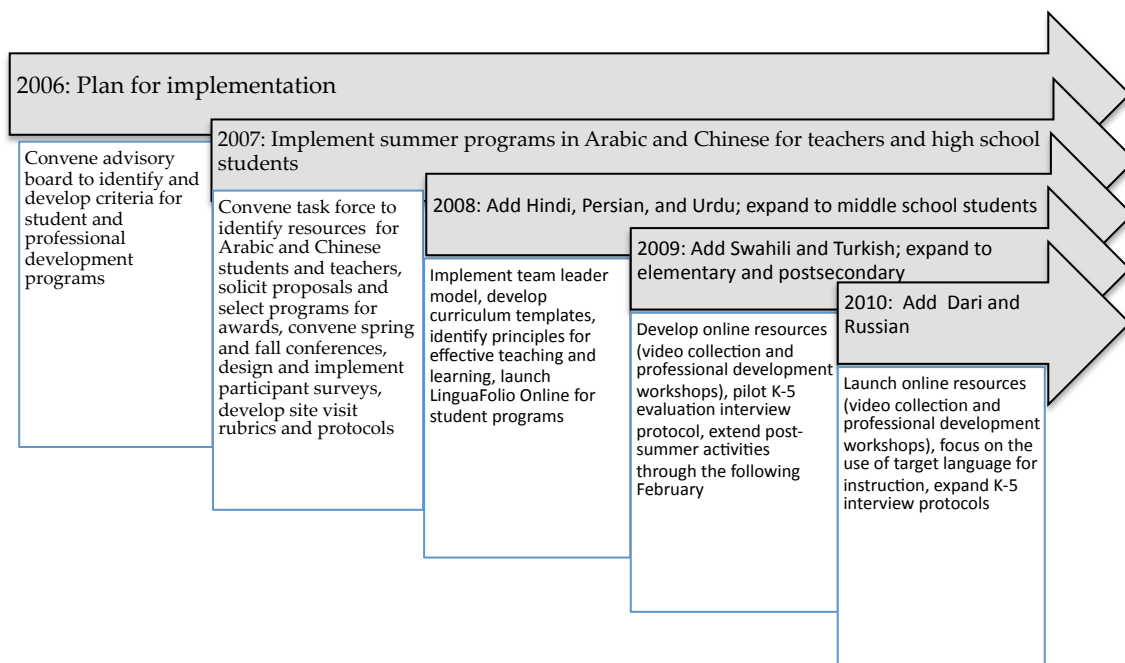 2006: Plan for implementation
Convene advisory
board to identify and
develop criteria for
student and
professional
development
programs
2007: Implement summer programs in Arabic and Chinese for teachers and high school
students
Convene task force to
identify resources for
Arabic and Chinese
students and teachers,
solicit proposals and
select programs for
awards, convene spring
and fall conferences,
design and implement
participant surveys,
develop site visit
rubrics and protocols
2008: Add Hindi, Persian, and Urdu; expand to middle school students
Implement team leader
model, develop
curriculum templates,
identify principles for
effective teaching and
learning, launch
LinguaFolio Online for
student programs
2009: Add Swahili and Turkish; expand to
elementary and postsecondary
Develop online resources
(video collection and
professional development
workshops), pilot K-5
evaluation interview
protocol, extend post-
summer activities
through the following
February
2010: Add Dari and
Russian
Launch online resources
(video collection and
professional development
workshops), focus on the
use of target language for
instruction, expand K-5
interview protocols